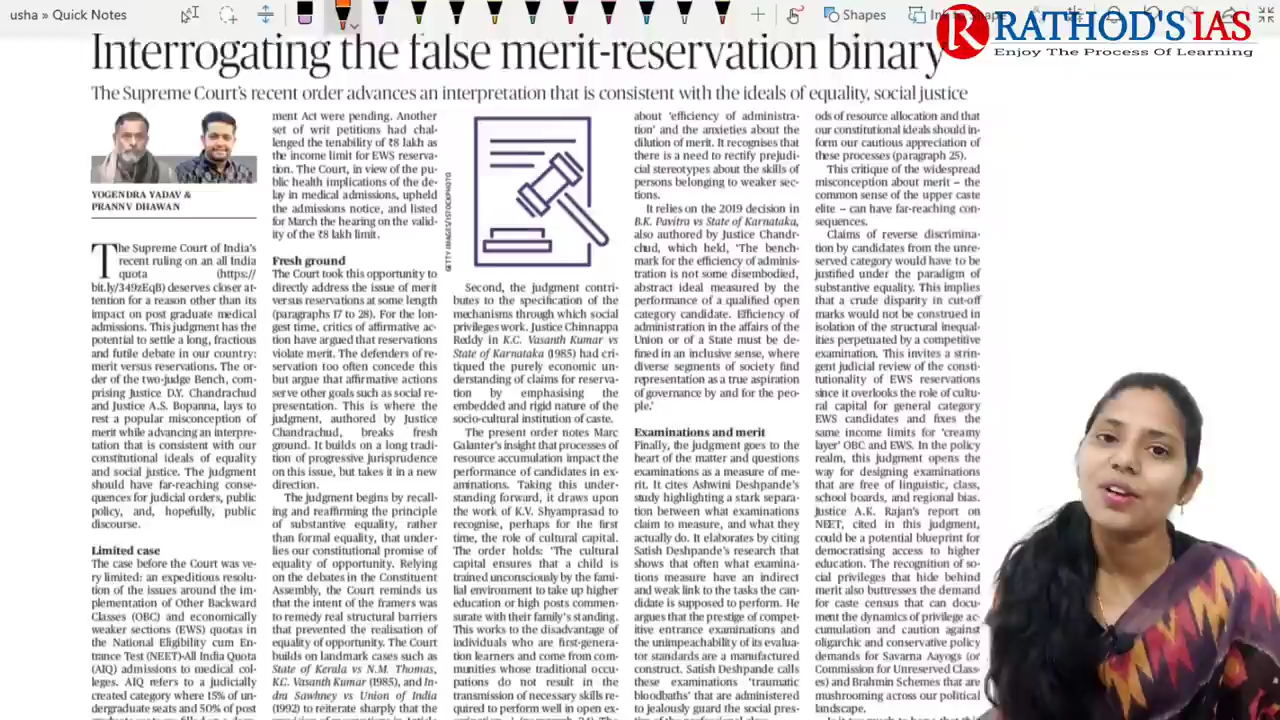 usha » Quick Notes
Shapes
RATHOD'S IAS
Enjoy The Process Of Learning
Interrogating the false merit-reservation binary
The Supreme Court's recent order advances an interpretation that is consistent with the ideals of equality, social justice
YOGENDRA YADAV &
PRANNV DHAWAN
The Supreme Court of India's
recent ruling on an all India
quota (https://
bit.ly/349zEqB) deserves closer at-
tention for a reason other than its
impact on post graduate medical
admissions. This judgment has the
potential to settle a long, fractious
and futile debate in our country:
merit versus reservations. The or-
der of the two-judge Bench, com-
prising Justice D.Y. Chandrachud
and Justice A.S. Bopanna, lays to
rest a popular misconception of
merit while advancing an interpre-
tation that is consistent with our
constitutional ideals of equality
and social justice. The judgment
should have far-reaching conse-
quences for judicial orders, public
policy, and, hopefully, public
discourse.
Limited case
The case before the Court was ve-
ry limited: an expeditious resolu-
tion of the issues around the im-
plementation of Other Backward
Classes (OBC) and economically
weaker sections (EWS) quotas in
the National Eligibility cum En-
trance Test (NEET)-All India Quota
(AIQ) admissions to medical col-
leges. AIQ refers to a judicially
created category where 15% of un-
dergraduate seats and 50% of post
ment Act were pending. Another
set of writ petitions had chal-
lenged the tenability of ₹8 lakh as
the income limit for EWS reserva-
tion. The Court, in view of the pu-
blic health implications of the de-
lay in medical admissions, upheld
the admissions notice, and listed
for March the hearing on the valid-
ity of the ₹8 lakh limit.
Fresh ground
The Court took this opportunity to
directly address the issue of merit
versus reservations at some length
(paragraphs 17 to 28). For the lon-
gest time, critics of affirmative ac-
tion have argued that reservations
violate merit. The defenders of re-
servation too often concede this
but argue that affirmative actions
serve other goals such as social re-
presentation. This is where the
judgment, authored by Justice
Chandrachud, breaks fresh
ground. It builds on a long tradi-
tion of progressive jurisprudence
on this issue, but takes it in a new
direction.
The judgment begins by recall-
ing and reaffirming the principle
of substantive equality, rather
than formal equality, that under-
lies our constitutional promise of
equality of opportunity. Relying
on the debates in the Constituent
Assembly, the Court reminds us
that the intent of the framers was
to remedy real structural barriers
that prevented the realisation of
equality of opportunity. The Court
builds on landmark cases such as
State of Kerala vs N.M. Thomas,
K.C. Vasanth Kumar (1985), and In-
dra Sawhney vs Union of India
(1992) to reiterate sharply that the
GETTY IMAGES/ISTOCKPHOTO
Second, the judgment contri-
butes to the specification of the
mechanisms through which social
privileges work. Justice Chinnappa
Reddy in K.C. Vasanth Kumar vs
State of Karnataka (1985) had cri-
tiqued the purely economic un-
derstanding of claims for reserva-
tion by emphasising the
embedded and rigid nature of the
socio-cultural institution of caste.
The present order notes Marc
Galanter's insight that processes of
resource accumulation impact the
performance of candidates in ex-
aminations. Taking this under-
standing forward, it draws upon
the work of K.V. Shyamprasad to
recognise, perhaps for the first
time, the role of cultural capital.
The order holds: 'The cultural
capital ensures that a child is
trained unconsciously by the fami-
lial environment to take up higher
education or high posts commen-
surate with their family's standing.
This works to the disadvantage of
individuals who are first-genera-
tion learners and come from com-
munities whose traditional occu-
pations do not result in the
transmission of necessary skills re-
quired to perform well in open ex-
about 'efficiency of administra-
tion' and the anxieties about the
dilution of merit. It recognises that
there is a need to rectify prejudi-
cial stereotypes about the skills of
persons belonging to weaker sec-
tions.
It relies on the 2019 decision in
B.K. Pavitra vs State of Karnataka,
also authored by Justice Chandr-
chud, which held, 'The bench-
mark for the efficiency of adminis-
tration is not some disembodied,
abstract ideal measured by the
performance of a qualified open
category candidate. Efficiency of
administration in the affairs of the
Union or of a State must be de-
fined in an inclusive sense, where
diverse segments of society find
representation as a true aspiration
of governance by and for the peo-
ple.'
Examinations and merit
Finally, the judgment goes to the
heart of the matter and questions
examinations as a measure of me-
rit. It cites Ashwini Deshpande's
study highlighting a stark separa-
tion between what examinations
claim to measure, and what they
actually do. It elaborates by citing
Satish Deshpande's research that
shows that often what examina-
tions measure have an indirect
and weak link to the tasks the can-
didate is supposed to perform. He
argues that the prestige of compet-
itive entrance examinations and
the unimpeachability of its evalua-
tor standards are a manufactured
construct. Satish Deshpande calls
these examinations 'traumatic
bloodbaths' that are administered
to jealously guard the social pres-
ods of resource allocation and that
our constitutional ideals should in-
form our cautious appreciation of
these processes (paragraph 25).
This critique of the widespread
misconception about merit – the
common sense of the upper caste
elite – can have far-reaching con-
sequences.
Claims of reverse discrimina-
tion by candidates from the unre-
served category would have to be
justified under the paradigm of
substantive equality. This implies
that a crude disparity in cut-off
marks would not be construed in
isolation of the structural inequal-
ities perpetuated by a competitive
examination. This invites a strin-
gent judicial review of the consti-
tutionality of EWS reservations
since it overlooks the role of cultu-
ral capital for general category
EWS candidates and fixes the
same income limits for 'creamy
layer' OBC and EWS. In the policy
realm, this judgment opens the
way for designing examinations
that are free of linguistic, class,
school boards, and regional bias.
Justice A.K. Rajan's report on
NEET, cited in this judgment,
could be a potential blueprint for
democratising access to higher
education. The recognition of so-
cial privileges that hide behind
merit also buttresses the demand
for caste census that can docu-
ment the dynamics of privilege ac-
cumulation and caution against
oligarchic and conservative policy
demands for Savarna Aayogs (or
Commission for Unreserved Class-
es) and Brahmin Schemes that are
mushrooming across our political
landscape.